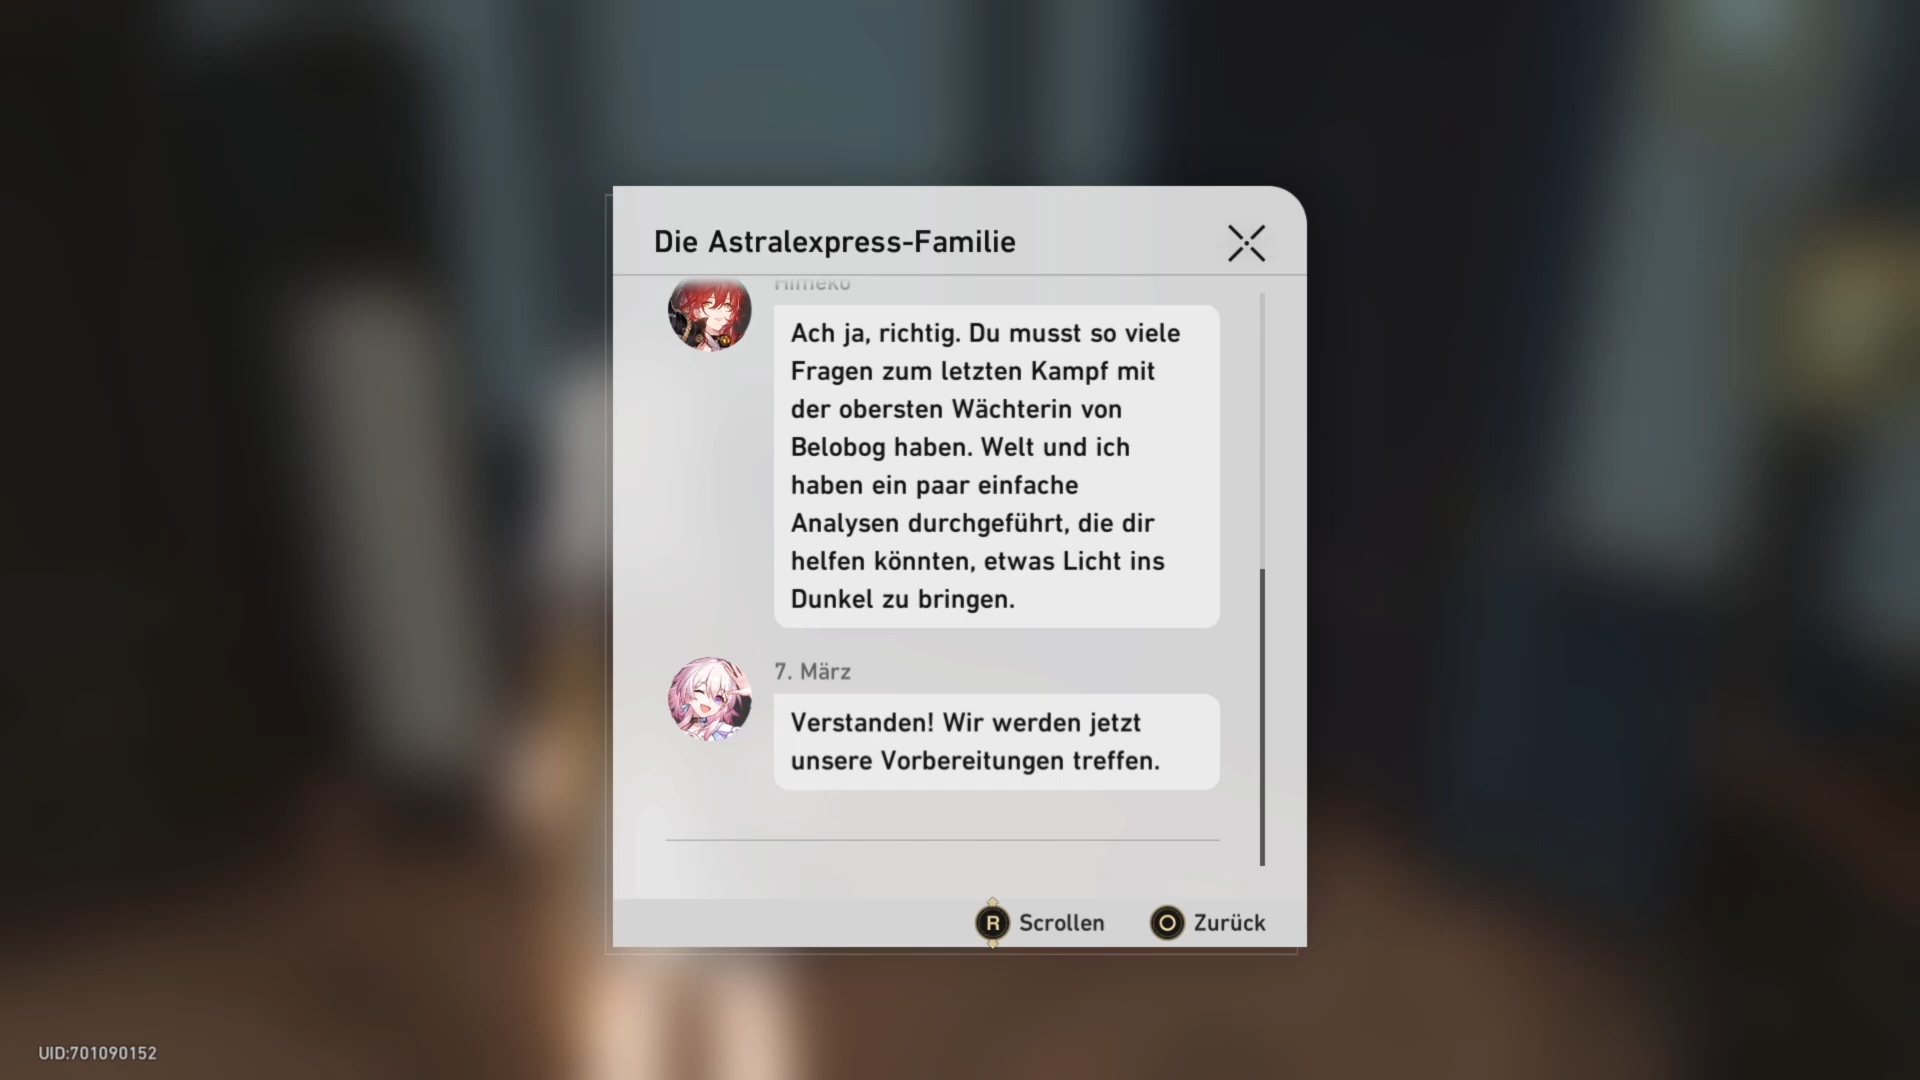 Die Astralexpress-Familie
Himeko
Ach ja, richtig. Du musst so viele
Fragen zum letzten Kampf mit
der obersten Wächterin von
Belobog haben. Welt und ich
haben ein paar einfache
Analysen durchgeführt, die dir
helfen könnten, etwas Licht ins
Dunkel zu bringen.
7. März
Verstanden! Wir werden jetzt
unsere Vorbereitungen treffen.
R Scrollen
Zurück
UID:701090152